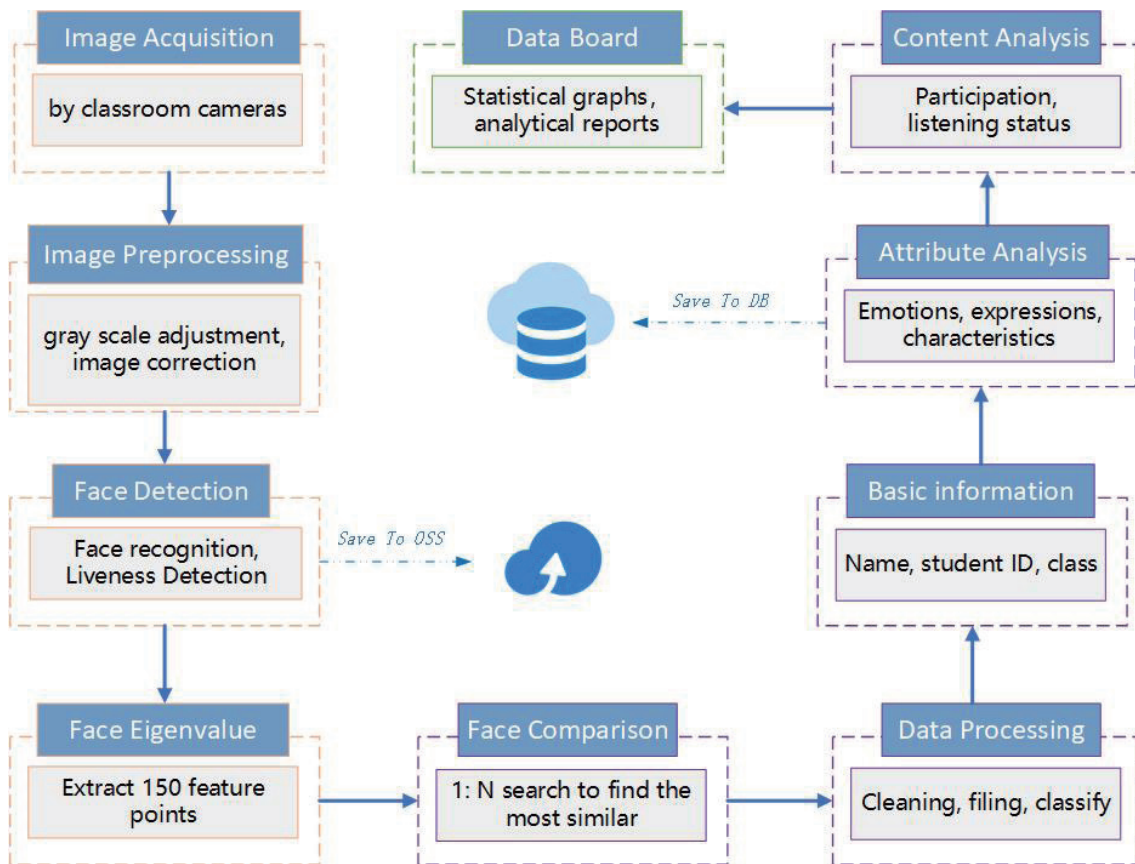 Image Acquisition
by classroom cameras
Image Preprocessing
gray scale adjustment,
image correction
Face Detection
Face recognition,
Liveness Detection
Save To OSS
Face Eigenvalue
Extract 150 feature
points
Face Comparison
1: N search to find the
most similar
Data Processing
Cleaning, filing, classify
Basic information
Name, student ID, class
Attribute Analysis
Emotions, expressions,
characteristics
Save To DB
Content Analysis
Participation,
listening status
Data Board
Statistical graphs,
analytical reports